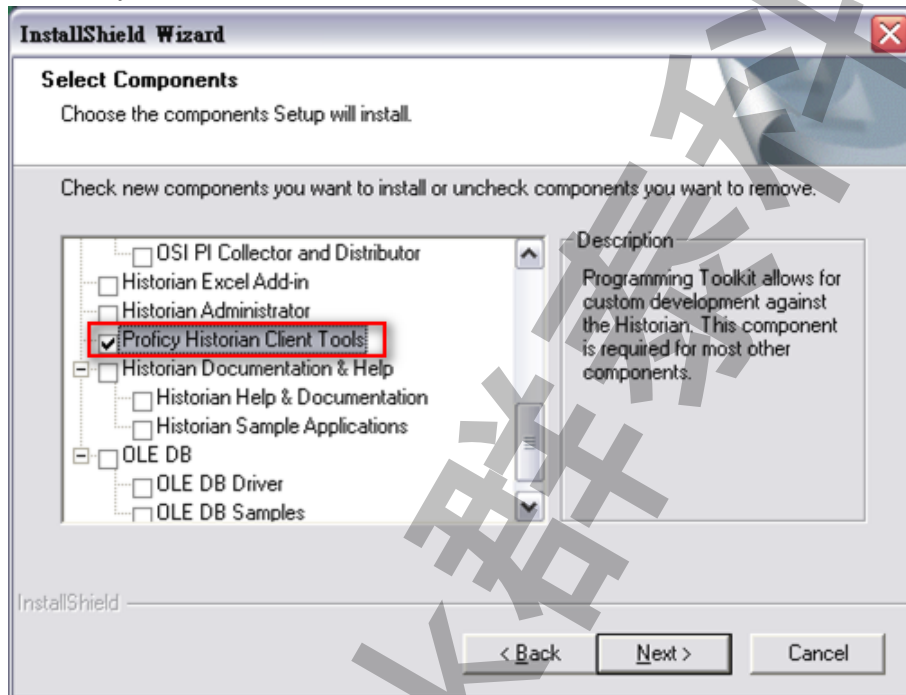 InstallShield Wizard
Select Components
Choose the components Setup will install.
Check new components you want to install or uncheck components you want to remove.
OSI PI Collector and Distributor
Historian Excel Add-in
Historian Administrator
Proficy Historian Client Tools
Historian Documentation & Help
Historian Help & Documentation
Historian Sample Applications
OLE DB
OLE DB Driver
OLE DB Samples
Description
Programming Toolkit allows for
custom development against
the Historian. This component
is required for most other
components.
InstallShield
< Back
Next >
Cancel
群泰科